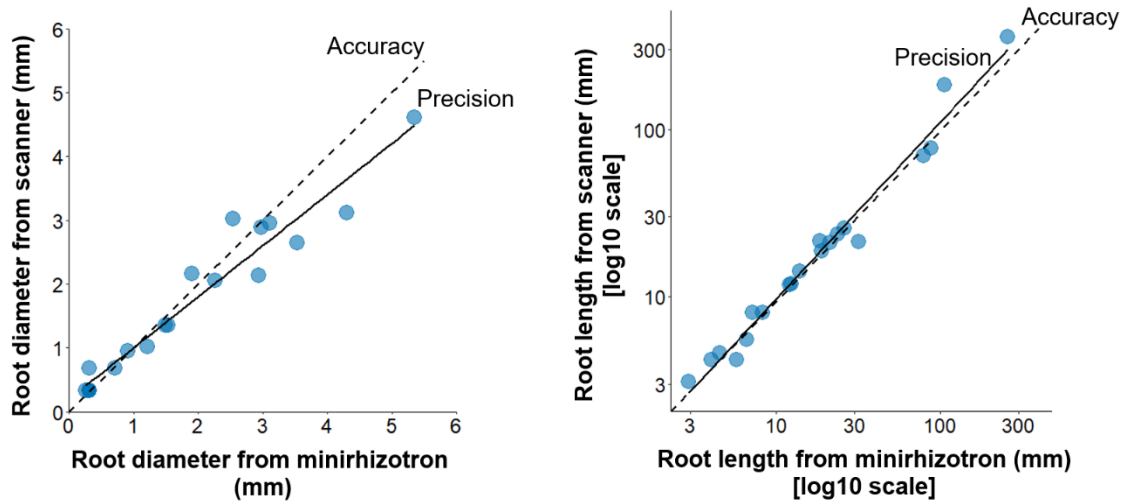 Root diameter from scanner (mm)
6
5
4
3
2
1
0
Accuracy
Precision
0 1 2 3 4 5 6
Root diameter from minirhizotron
(mm)
Root length from scanner (mm)
[log10 scale]
300
100
30
10
3
Accuracy
Precision
3 10 30 100 300
Root length from minirhizotron (mm)
[log10 scale]